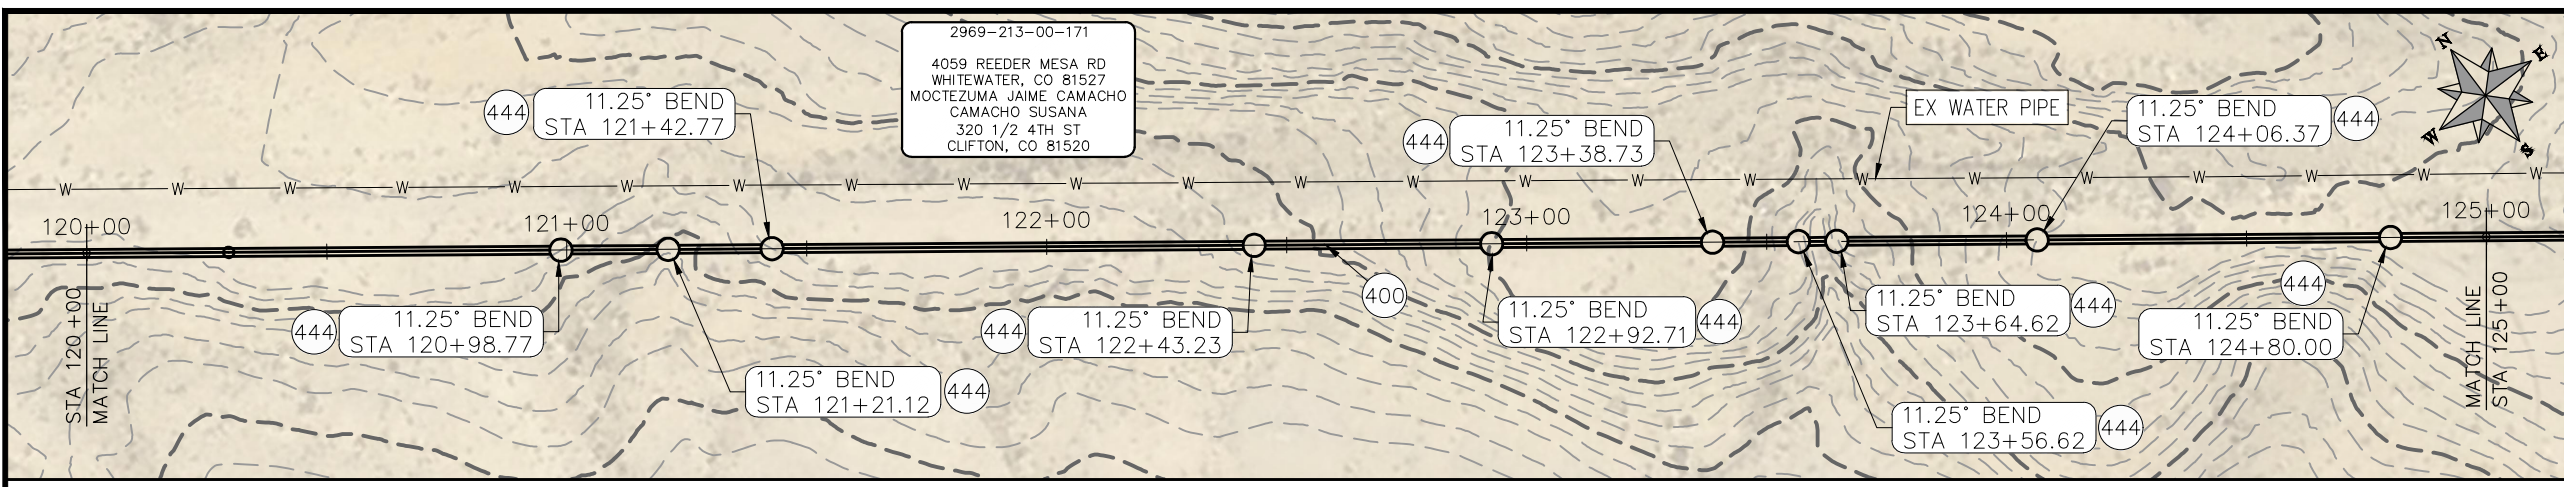 2969-213-00-171
4059 REEDER MESA RD
WHITEWATER, CO 81527
MOCTEZUMA JAIME CAMACHO
CAMACHO SUSANA
320 1/2 4TH ST
CLIFTON, CO 81520
N
E
W
S
444
11.25° BEND
STA 121+42.77
444
11.25° BEND
STA 123+38.73
EX WATER PIPE
11.25° BEND
STA 124+06.37
444
W W W W W W W W W W W W W W W W W W W W W W W
120+00
121+00
122+00
123+00
124+00
125+00
STA 120+00
MATCH LINE
444
11.25° BEND
STA 120+98.77
11.25° BEND
STA 121+21.12
444
444
11.25° BEND
STA 122+43.23
400
11.25° BEND
STA 122+92.71
444
11.25° BEND
STA 123+64.62
444
11.25° BEND
STA 123+56.62
444
444
11.25° BEND
STA 124+80.00
MATCH LINE
STA 125+00